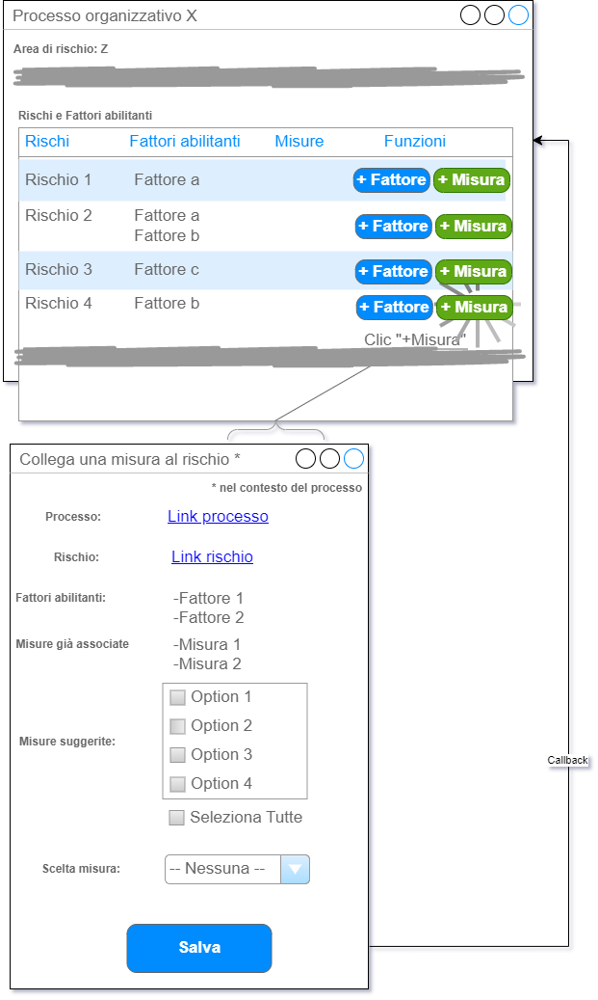 Processo organizzativo X
Area di rischio: Z
Rischi e Fattori abilitanti
Rischi Fattori abilitanti Misure Funzioni
Rischio 1 Fattore a + Fattore + Misura
Rischio 2 Fattore a
Fattore b + Fattore + Misura
Rischio 3 Fattore c + Fattore + Misura
Rischio 4 Fattore b + Fattore + Misura
Clic "+Misura"
Collega una misura al rischio *
* nel contesto del processo
Processo: Link processo
Rischio: Link rischio
Fattori abilitanti: -Fattore 1
-Fattore 2
Misure già associate -Misura 1
-Misura 2
Option 1
Option 2
Misure suggerite:
Option 3
Option 4
Seleziona Tutte
Scelta misura: -- Nessuna --
Salva
Callback